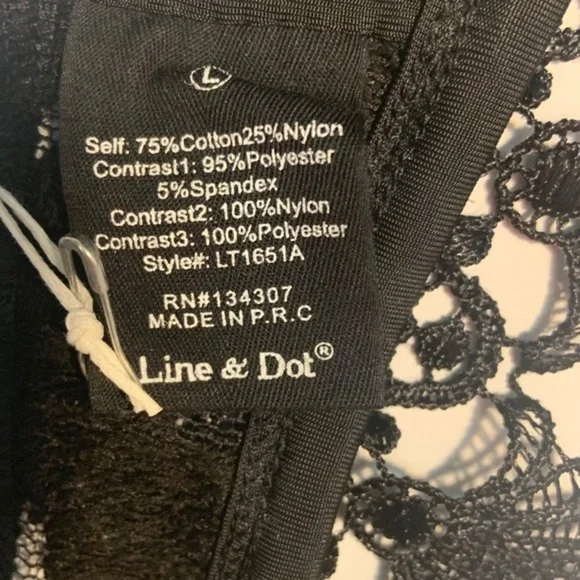 L
Self: 75%Cotton25%Nylon
Contrast1: 95%Polyester
5%Spandex
Contrast2: 100%Nylon
Contrast3: 100%Polyester
Style#: LT1651A
RN#134307
MADE IN P.R.C
Line & Dot®